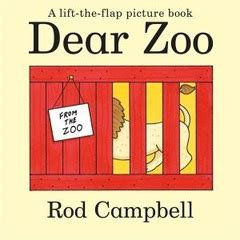 A lift-the-flap picture book
Dear Zoo
FROM
THE ZOO
Rod Campbell